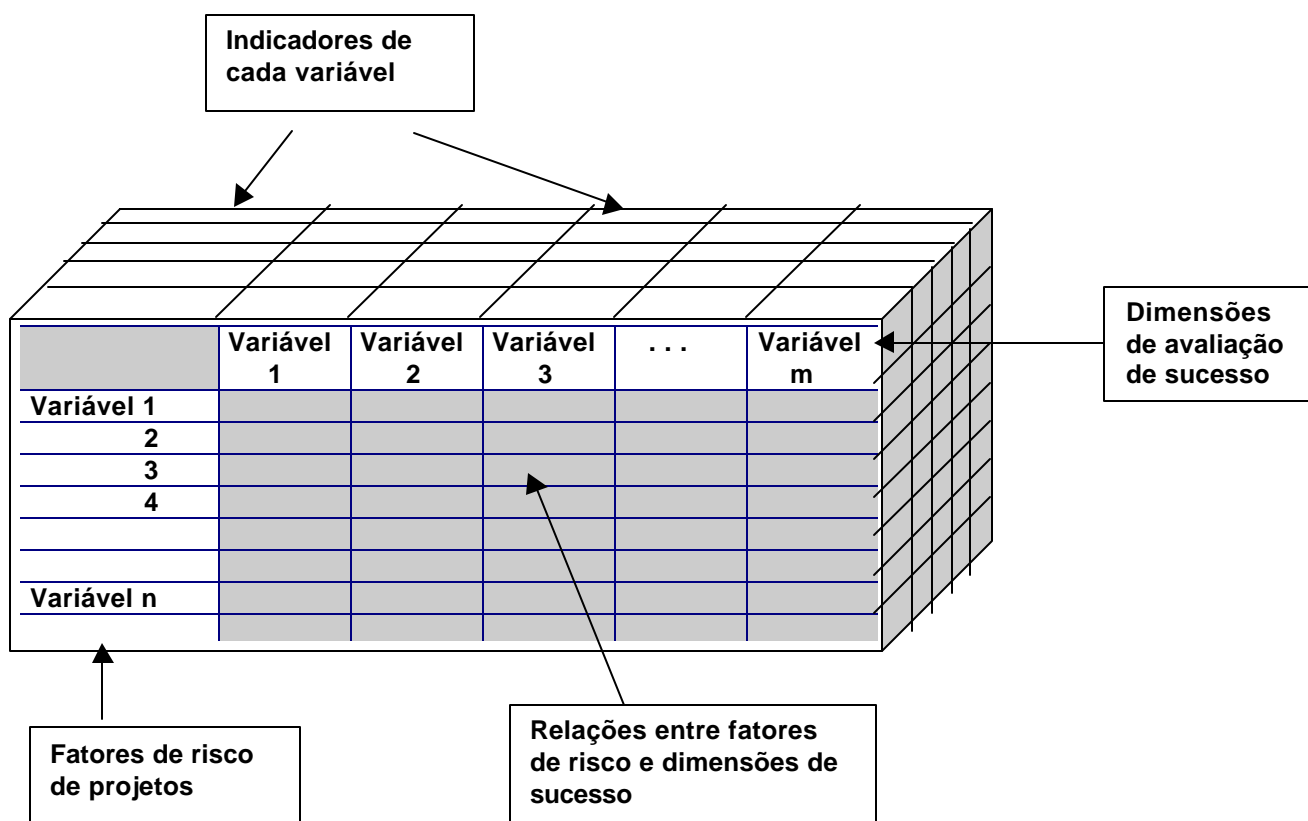 Indicadores de
cada variável
Dimensões
de avaliação
de sucesso
Variável Variável Variável . . . Variável
1 2 3 m
Variável 1
2
3
4
Variável n
Fatores de risco
de projetos
Relações entre fatores
de risco e dimensões de
sucesso